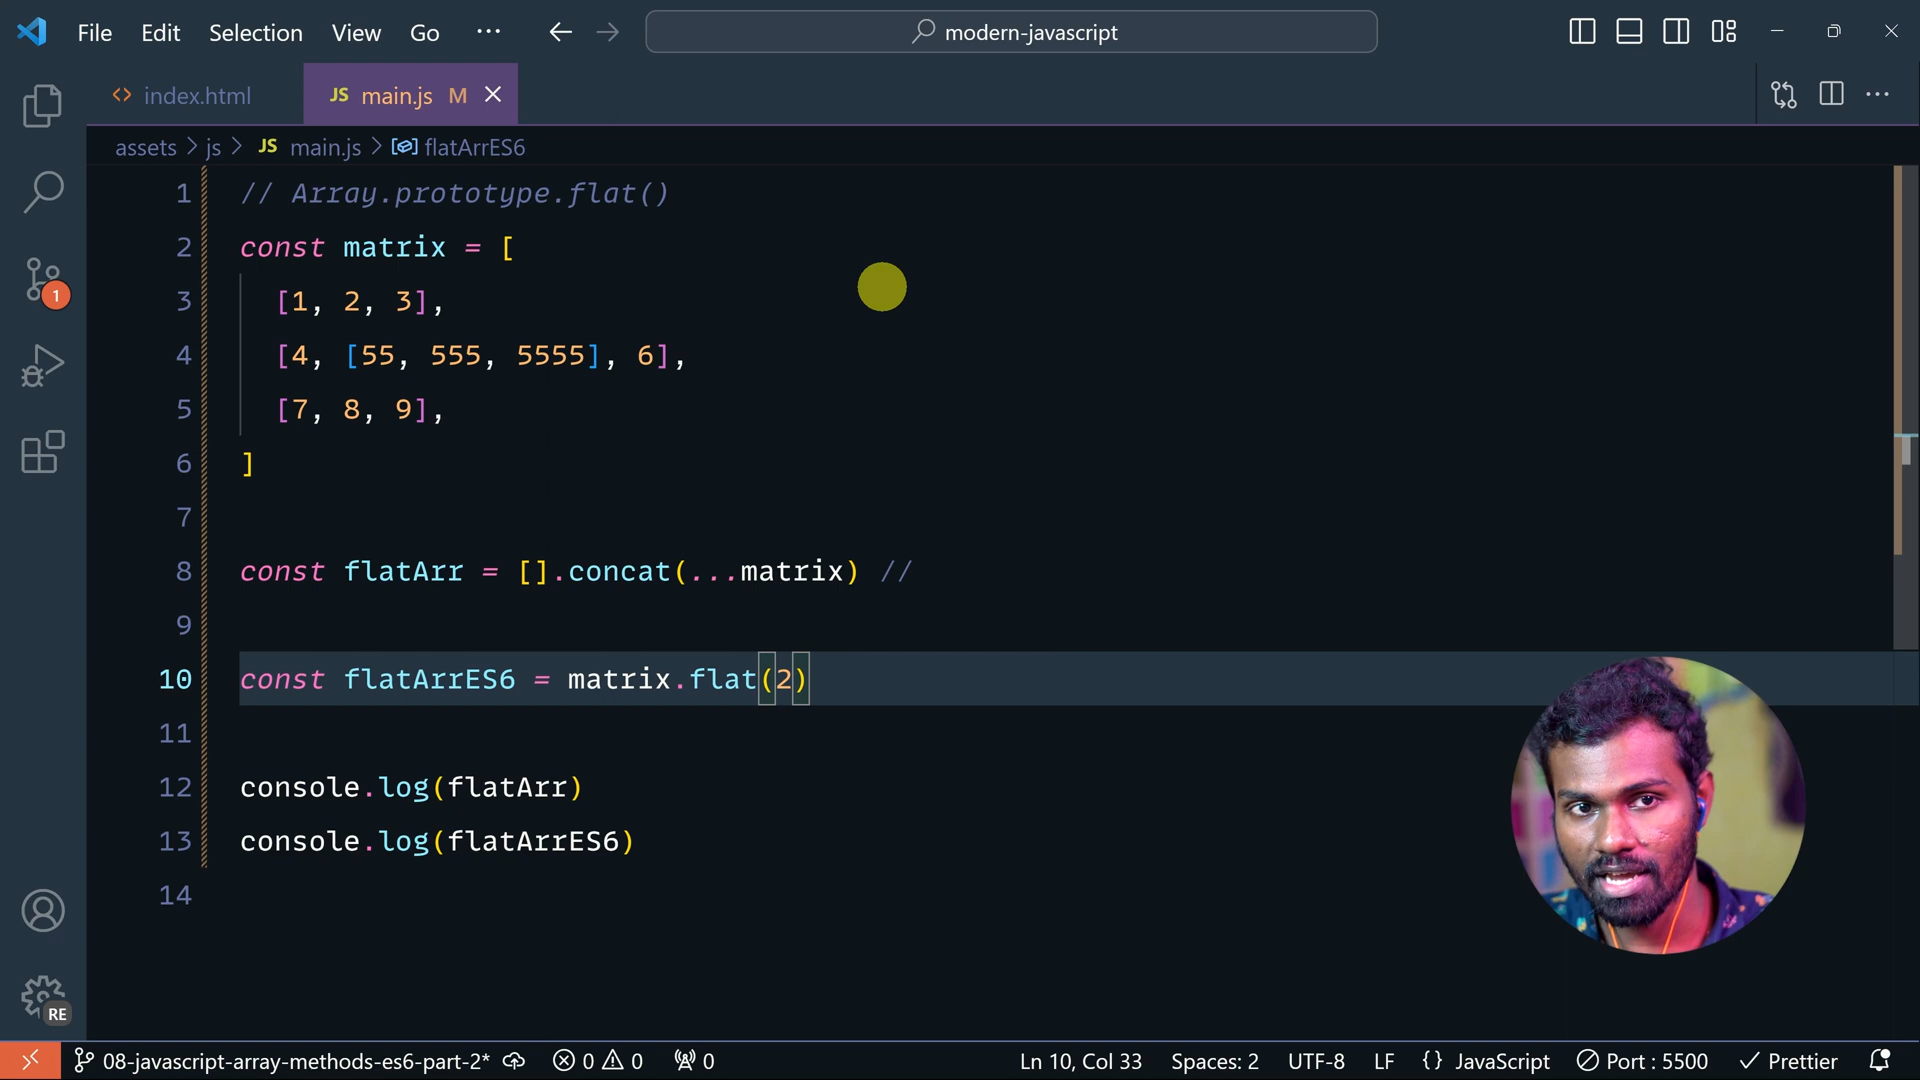 File Edit Selection View Go ··· modern-javascript
index.html JS main.js M
assets > js > JS main.js > flatArrES6
1 // Array.prototype.flat()
2 const matrix = [
3 [1, 2, 3],
4 [4, [55, 555, 5555], 6],
5 [7, 8, 9],
6 ]
7
8 const flatArr = [].concat(...matrix) //
9
10 const flatArrES6 = matrix.flat(2)
11
12 console.log(flatArr)
13 console.log(flatArrES6)
14
1
RE
08-javascript-array-methods-es6-part-2* 0 0 0 Ln 10, Col 33 Spaces: 2 UTF-8 LF {} JavaScript Port : 5500 Prettier